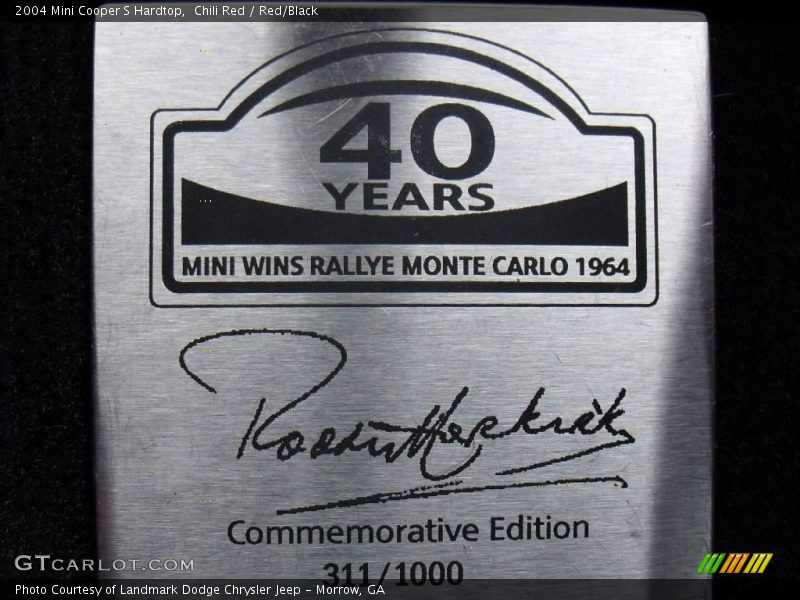 2004 Mini Cooper S Hardtop,  Chili Red / Red/Black
40
YEARS
MINI WINS RALLYE MONTE CARLO 1964
Commemorative Edition
311/1000
GTCARLOT.COM
Photo Courtesy of Landmark Dodge Chrysler Jeep - Morrow, GA